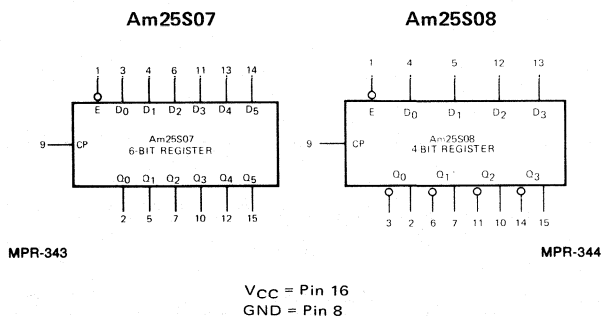 Am25S07
1 3 4 6 11 13 14
E D0 D1 D2 D3 D4 D5
9 CP
Am25S07
6-BIT REGISTER
Q0 Q1 Q2 Q3 Q4 Q5
2 5 7 10 12 15
MPR-343
Am25S08
1 4 5 12 13
E D0 D1 D2 D3
9 CP
Am25S08
4 BIT REGISTER
Q0 Q1 Q2 Q3
3 2 6 7 11 10 14 15
MPR-344
VCC = Pin 16
GND = Pin 8